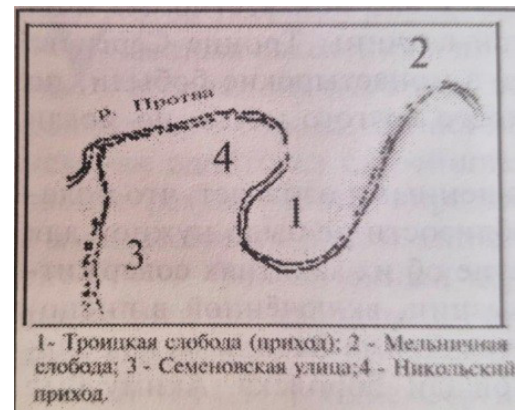 р. Протва
2
4
1
3
1- Троицкая слобода (приход); 2 - Мельничная
слобода; 3 - Семеновская улица;4 - Никольский
приход.